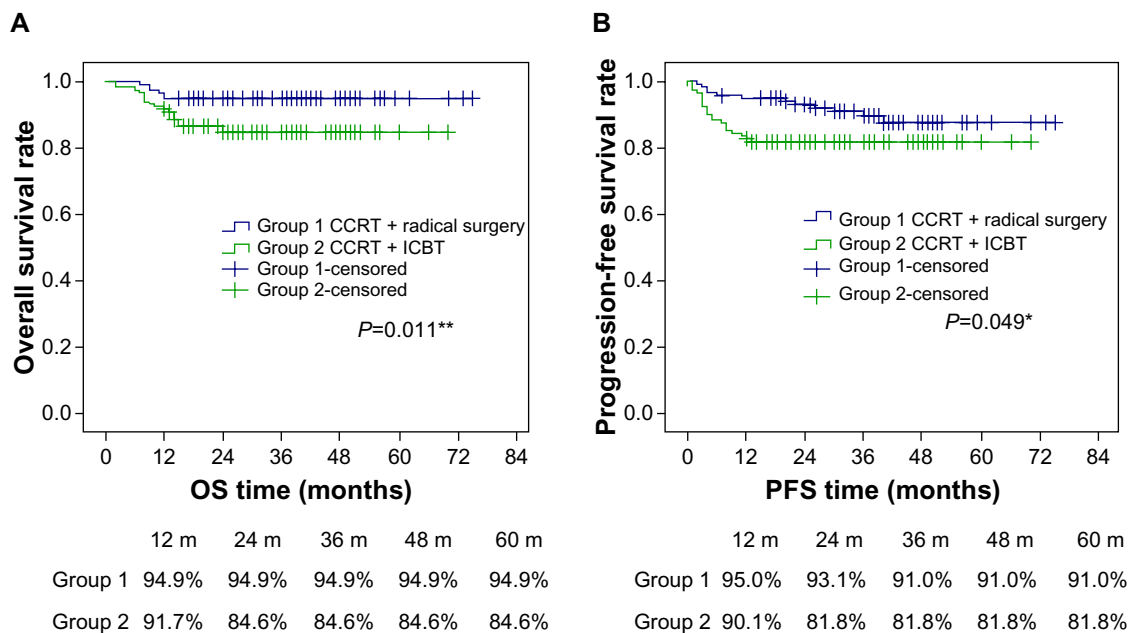 A
Overall survival rate
1.0
0.8
0.6
0.4
0.2
0.0
Group 1 CCRT + radical surgery
Group 2 CCRT + ICBT
Group 1-censored
Group 2-censored
P=0.011**
0 12 24 36 48 60 72 84
OS time (months)
12 m 24 m 36 m 48 m 60 m
Group 1 94.9% 94.9% 94.9% 94.9% 94.9%
Group 2 91.7% 84.6% 84.6% 84.6% 84.6%
B
Progression-free survival rate
1.0
0.8
0.6
0.4
0.2
0.0
Group 1 CCRT + radical surgery
Group 2 CCRT + ICBT
Group 1-censored
Group 2-censored
P=0.049*
0 12 24 36 48 60 72 84
PFS time (months)
12 m 24 m 36 m 48 m 60 m
Group 1 95.0% 93.1% 91.0% 91.0% 91.0%
Group 2 90.1% 81.8% 81.8% 81.8% 81.8%